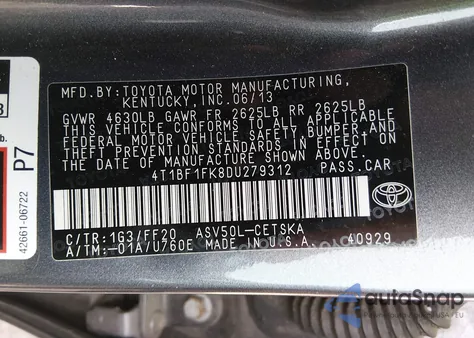 MFD.BY:TOYOTA MOTOR MANUFACTURING,
KENTUCKY, INC. 06/13
GVWR 4630LB GAWR FR 2625LB RR 2625LB
THIS VEHICLE CONFORMS TO ALL APPLICABLE
FEDERAL MOTOR VEHICLE SAFETY, BUMPER, AND
THEFT PREVENTION STANDARDS IN EFFECT ON
THE DATE OF MANUFACTURE SHOWN ABOVE.
4T1BF1FK8DU279312 PASS.CAR
C/TR:163/FF20 ASV50L-CETSKA
A/TM:-01A/U760E MADE IN U.S.A. 40929
TOYOTA
P7
42661-06722
autoSnap